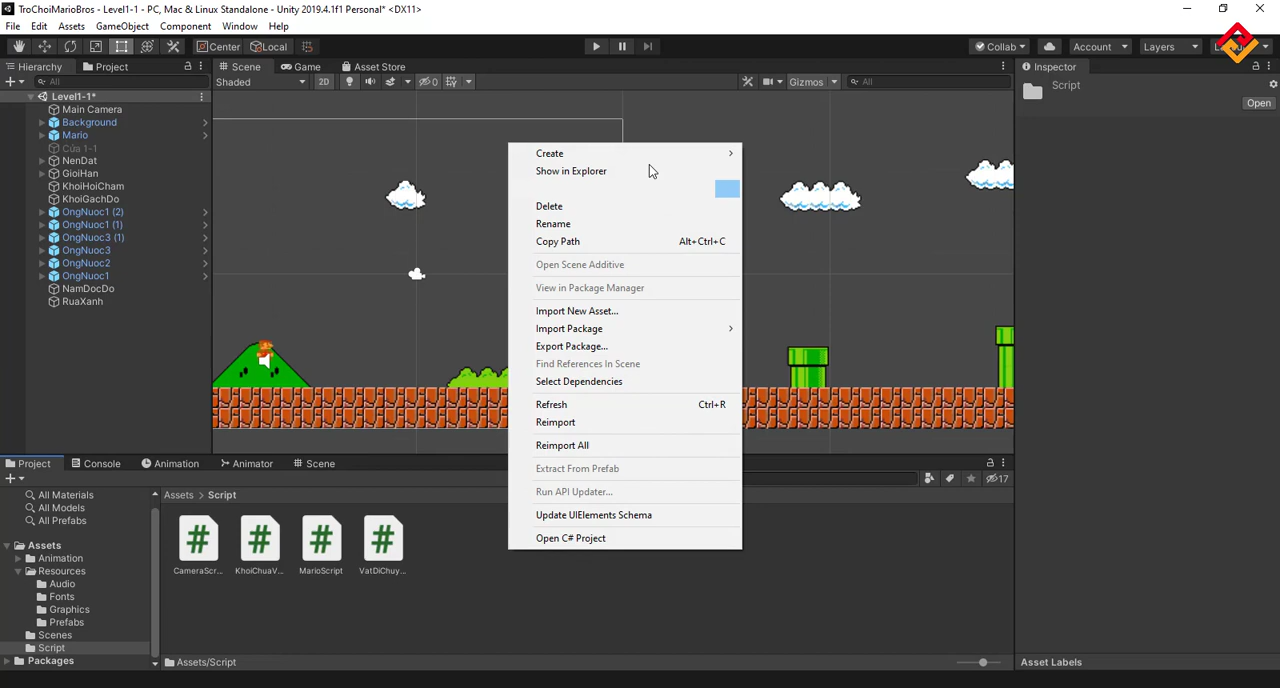 TroChoiMarioBros - Level1-1 - PC, Mac & Linux Standalone - Unity 2019.4.1f1 Personal* <DX11>
File Edit Assets GameObject Component Window Help
Center Local Collab Account Layers
Hierarchy Project
All
Level1-1*
Main Camera
Background
Mario
Cửa 1-1
NenDat
GioiHan
KhoiHoiCham
KhoiGachDo
OngNuoc1 (2)
OngNuoc1 (1)
OngNuoc3 (1)
OngNuoc3
OngNuoc2
OngNuoc1
NamDocDo
RuaXanh
Scene Game Asset Store
Shaded 2D 0 Gizmos All
Create
Show in Explorer
Delete
Rename
Copy Path Alt+Ctrl+C
Open Scene Additive
View in Package Manager
Import New Asset...
Import Package
Export Package...
Find References In Scene
Select Dependencies
Refresh Ctrl+R
Reimport
Reimport All
Extract From Prefab
Run API Updater...
Update UIElements Schema
Open C# Project
Inspector
Script
Open
Project Console Animation Animator Scene
17
All Materials
All Models
All Prefabs
Assets
Animation
Resources
Audio
Fonts
Graphics
Prefabs
Scenes
Script
Packages
Assets > Script
CameraScr... KhoiChuaV... MarioScript VatDiChuy...
Assets/Script
Asset Labels